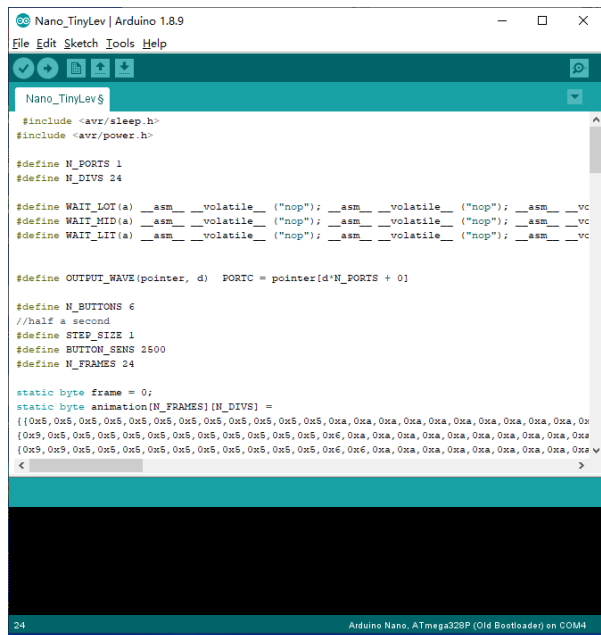 Nano_TinyLev | Arduino 1.8.9
File Edit Sketch Tools Help
Nano_TinyLev §
#include <avr/sleep.h>
#include <avr/power.h>
#define N_PORTS 1
#define N_DIVS 24
#define WAIT_LOT(a) __asm__ __volatile__ ("nop"); __asm__ __volatile__ ("nop"); __asm__ __vo
#define WAIT_MID(a) __asm__ __volatile__ ("nop"); __asm__ __volatile__ ("nop"); __asm__ __vo
#define WAIT_LIT(a) __asm__ __volatile__ ("nop"); __asm__ __volatile__ ("nop"); __asm__ __vo
#define OUTPUT_WAVE(pointer, d) PORTC = pointer[d*N_PORTS + 0]
#define N_BUTTONS 6
//half a second
#define STEP_SIZE 1
#define BUTTON_SENS 2500
#define N_FRAMES 24
static byte frame = 0;
static byte animation[N_FRAMES][N_DIVS] =
{{0x5,0x5,0x5,0x5,0x5,0x5,0x5,0x5,0x5,0x5,0x5,0x5,0xa,0xa,0xa,0xa,0xa,0xa,0xa,0xa,0xa,0x
{0x9,0x5,0x5,0x5,0x5,0x5,0x5,0x5,0x5,0x5,0x5,0x5,0x6,0xa,0xa,0xa,0xa,0xa,0xa,0xa,0xa,0xa
{0x9,0x9,0x5,0x5,0x5,0x5,0x5,0x5,0x5,0x5,0x5,0x5,0x6,0x6,0xa,0xa,0xa,0xa,0xa,0xa,0xa,0xa
24
Arduino Nano, ATmega328P (Old Bootloader) on COM4